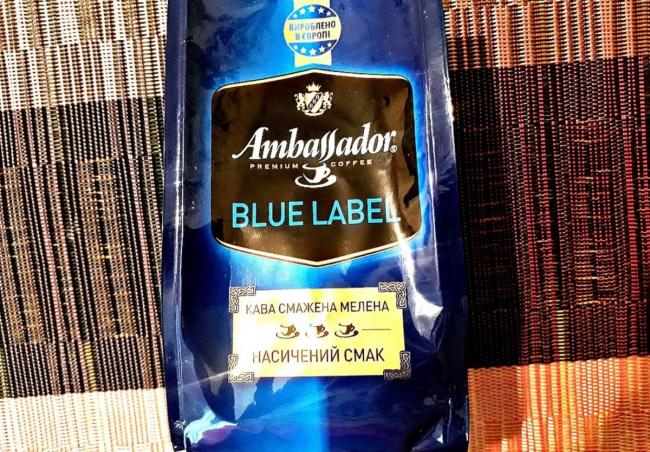 ВИРОБЛЕНО
В ЄВРОПІ
Ambassador®
PREMIUM COFFEE
BLUE LABEL
КАВА СМАЖЕНА МЕЛЕНА
НАСИЧЕНИЙ СМАК